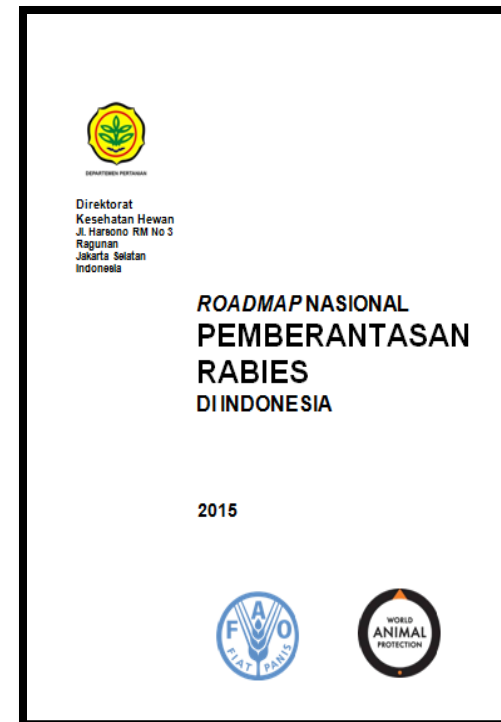 DEPARTEMEN PERTANIAN
Direktorat
Kesehatan Hewan
Jl. Harsono RM No 3
Ragunan
Jakarta Selatan
Indonesia
ROADMAP NASIONAL
PEMBERANTASAN
RABIES
DI INDONESIA
2015
F A O
FIAT PANIS
WORLD
ANIMAL
PROTECTION